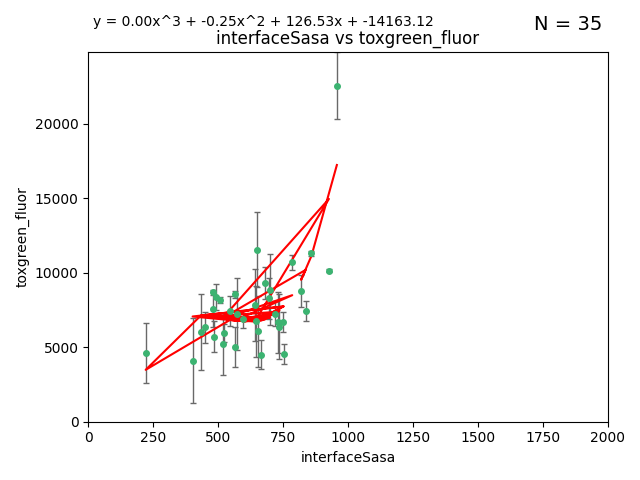 y = 0.00x^3 + -0.25x^2 + 126.53x + -14163.12
N = 35
interfaceSasa vs toxgreen_fluor
toxgreen_fluor
20000
15000
10000
5000
0
0 250 500 750 1000 1250 1500 1750 2000
interfaceSasa